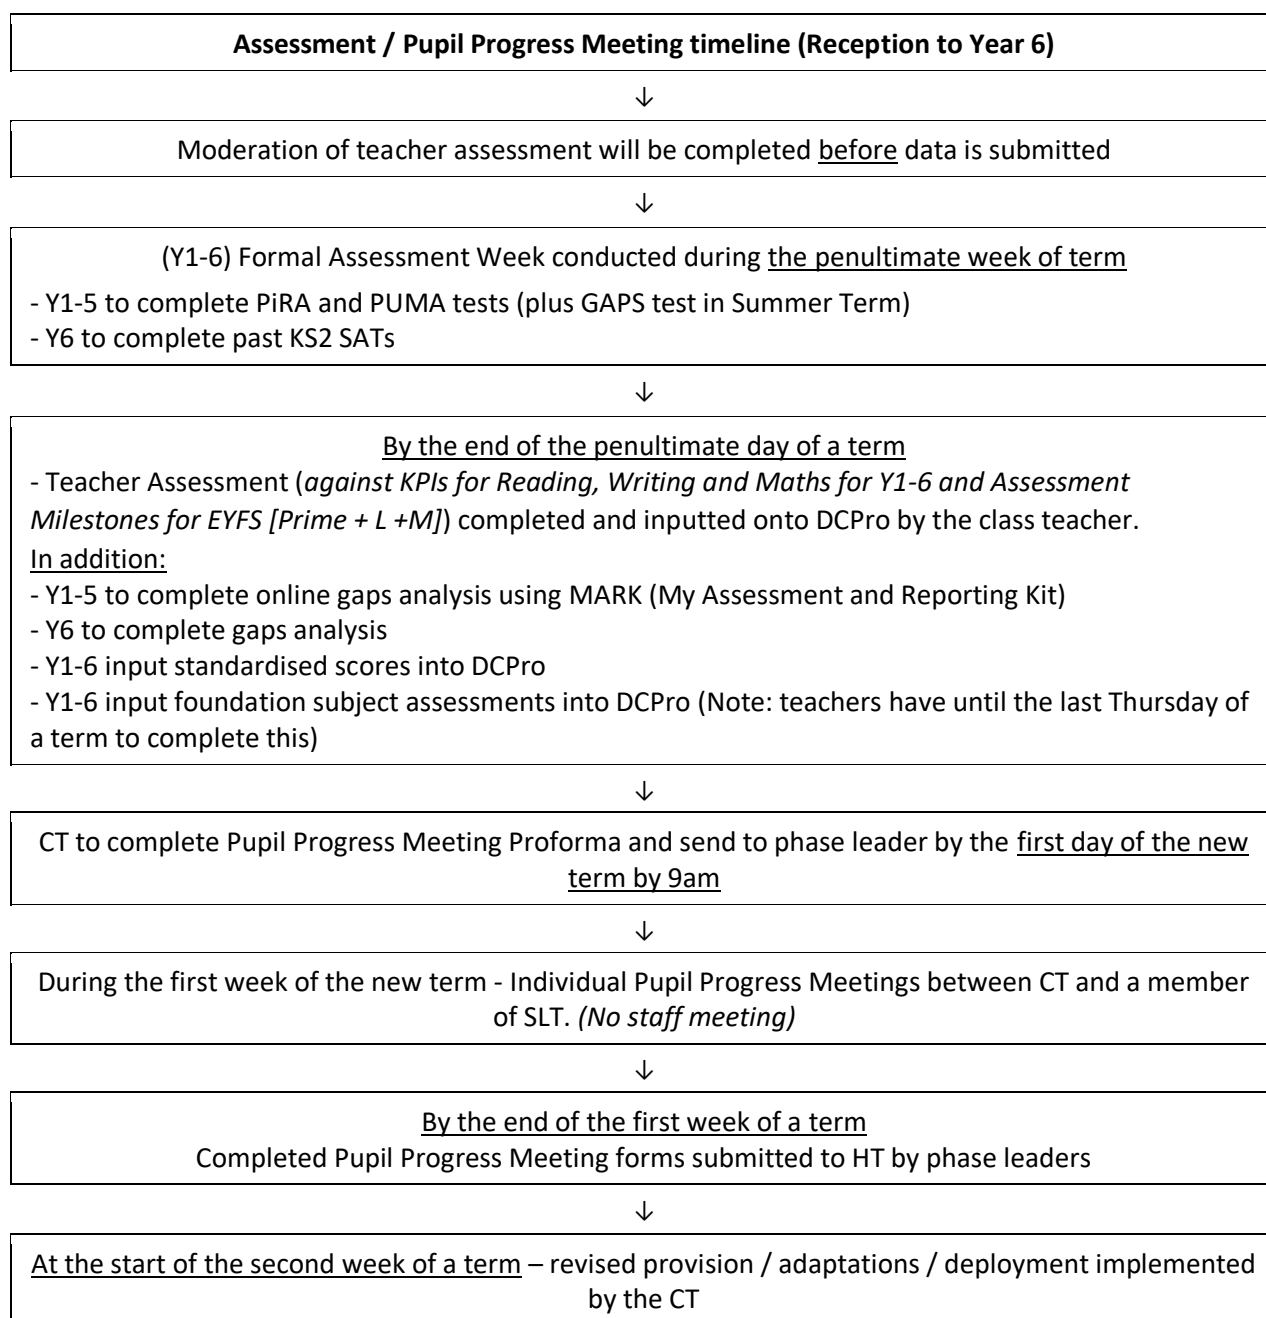 Assessment / Pupil Progress Meeting timeline (Reception to Year 6)
↓
Moderation of teacher assessment will be completed before data is submitted
↓
(Y1-6) Formal Assessment Week conducted during the penultimate week of term
- Y1-5 to complete PiRA and PUMA tests (plus GAPS test in Summer Term)
- Y6 to complete past KS2 SATs
↓
By the end of the penultimate day of a term
- Teacher Assessment (against KPIs for Reading, Writing and Maths for Y1-6 and Assessment
Milestones for EYFS [Prime + L +M]) completed and inputted onto DCPro by the class teacher.
In addition:
- Y1-5 to complete online gaps analysis using MARK (My Assessment and Reporting Kit)
- Y6 to complete gaps analysis
- Y1-6 input standardised scores into DCPro
- Y1-6 input foundation subject assessments into DCPro (Note: teachers have until the last Thursday of
a term to complete this)
↓
CT to complete Pupil Progress Meeting Proforma and send to phase leader by the first day of the new
term by 9am
↓
During the first week of the new term - Individual Pupil Progress Meetings between CT and a member
of SLT. (No staff meeting)
↓
By the end of the first week of a term
Completed Pupil Progress Meeting forms submitted to HT by phase leaders
↓
At the start of the second week of a term – revised provision / adaptations / deployment implemented
by the CT